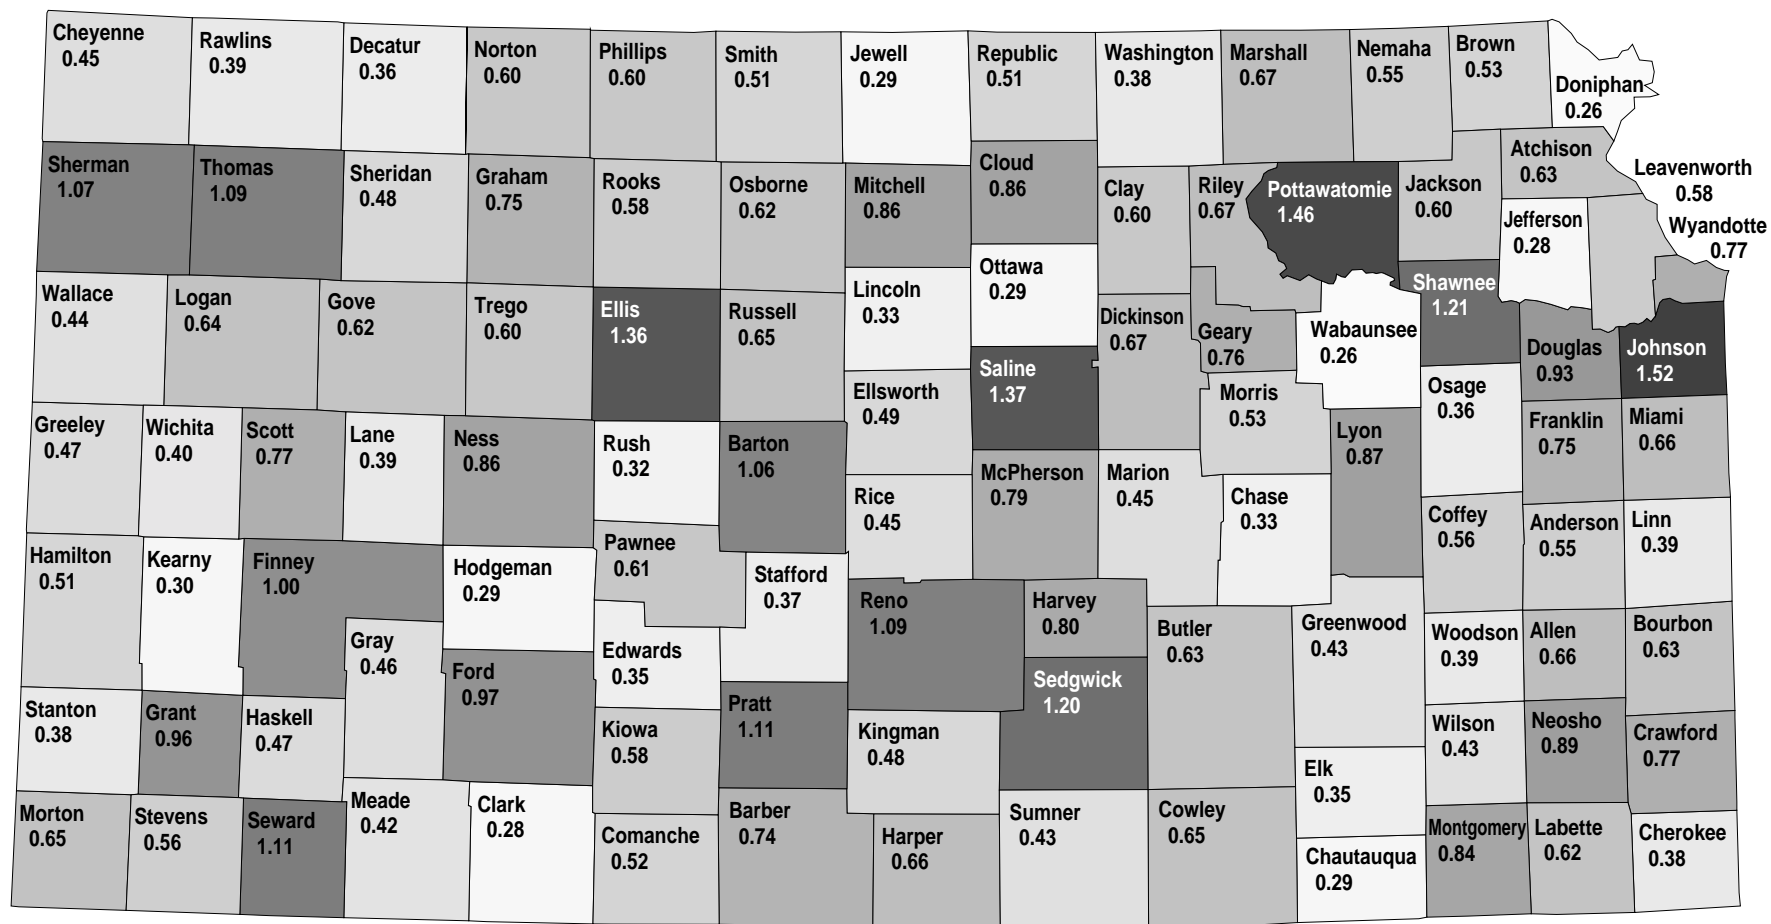 Cheyenne
0.45
Rawlins
0.39
Decatur
0.36
Norton
0.60
Phillips
0.60
Smith
0.51
Jewell
0.29
Republic
0.51
Washington
0.38
Marshall
0.67
Nemaha
0.55
Brown
0.53
Doniphan
0.26
Sherman
1.07
Thomas
1.09
Sheridan
0.48
Graham
0.75
Rooks
0.58
Osborne
0.62
Mitchell
0.86
Cloud
0.86
Clay
0.60
Riley
0.67
Pottawatomie
1.46
Jackson
0.60
Atchison
0.63
Jefferson
0.28
Leavenworth
0.58
Wyandotte
0.77
Wallace
0.44
Logan
0.64
Gove
0.62
Trego
0.60
Ellis
1.36
Russell
0.65
Lincoln
0.33
Ottawa
0.29
Dickinson
0.67
Geary
0.76
Wabaunsee
0.26
Shawnee
1.21
Douglas
0.93
Johnson
1.52
Ellsworth
0.49
Saline
1.37
Morris
0.53
Osage
0.36
Franklin
0.75
Miami
0.66
Greeley
0.47
Wichita
0.40
Scott
0.77
Lane
0.39
Ness
0.86
Rush
0.32
Barton
1.06
Rice
0.45
McPherson
0.79
Marion
0.45
Chase
0.33
Lyon
0.87
Coffey
0.56
Anderson
0.55
Linn
0.39
Hamilton
0.51
Kearny
0.30
Finney
1.00
Hodgeman
0.29
Pawnee
0.61
Stafford
0.37
Reno
1.09
Harvey
0.80
Butler
0.63
Greenwood
0.43
Woodson
0.39
Allen
0.66
Bourbon
0.63
Gray
0.46
Ford
0.97
Edwards
0.35
Sedgwick
1.20
Stanton
0.38
Grant
0.96
Haskell
0.47
Kiowa
0.58
Pratt
1.11
Kingman
0.48
Elk
0.35
Wilson
0.43
Neosho
0.89
Crawford
0.77
Morton
0.65
Stevens
0.56
Seward
1.11
Meade
0.42
Clark
0.28
Comanche
0.52
Barber
0.74
Harper
0.66
Sumner
0.43
Cowley
0.65
Chautauqua
0.29
Montgomery
0.84
Labette
0.62
Cherokee
0.38